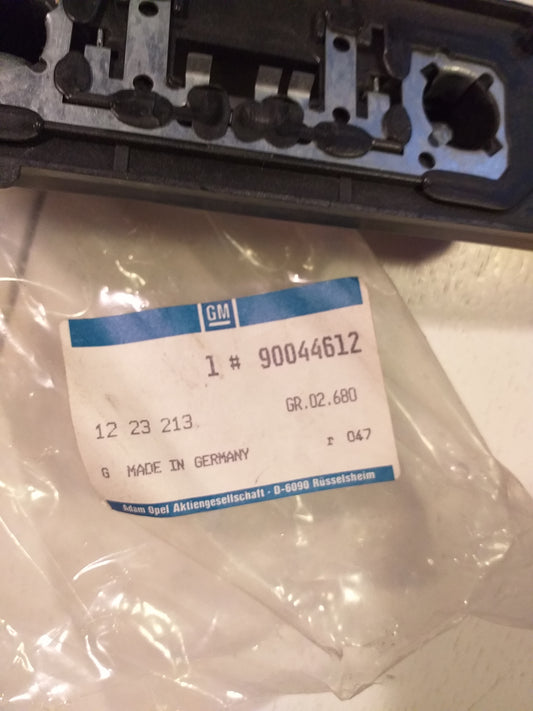 GM
1 # 90044612
GR.02.680
12 23 213
r 047
G MADE IN GERMANY
Adam Opel Aktiengesellschaft · D-6090 Rüsselsheim